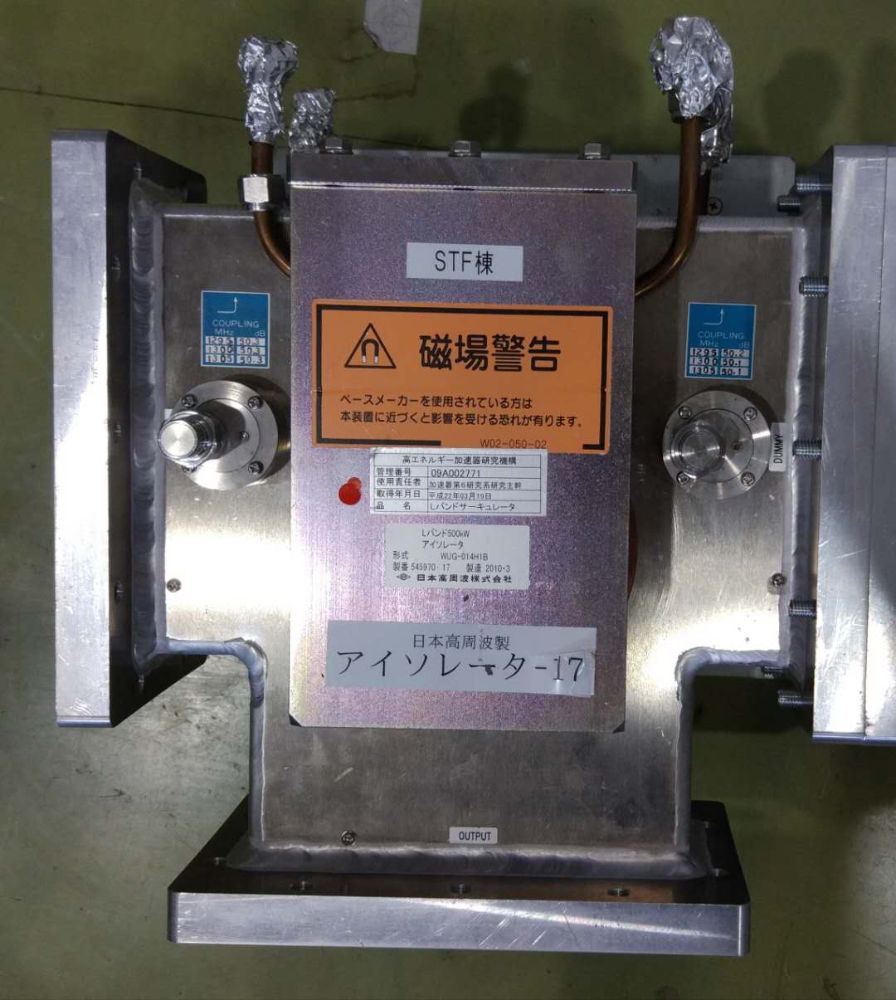 STF棟
COUPLING
MHz dB
1295 50.3
1300 50.3
1305 50.3
COUPLING
MHz dB
1295 50.2
1300 50.1
1305 50.1
磁場警告
ペースメーカーを使用されている方は
本装置に近づくと影響を受ける恐れが有ります。
W02-050-02
DUMMY
高エネルギー加速器研究機構
管理番号 09A002771
使用責任者 加速器第6研究系研究主幹
取得年月日 平成22年03月19日
品名 Lバンドサーキュレータ
Lバンド500kW
アイソレータ
形式 WUG-014H1B
製番 545970-17 製造 2010・3
日本高周波株式会社
日本高周波製
アイソレータ-17
OUTPUT